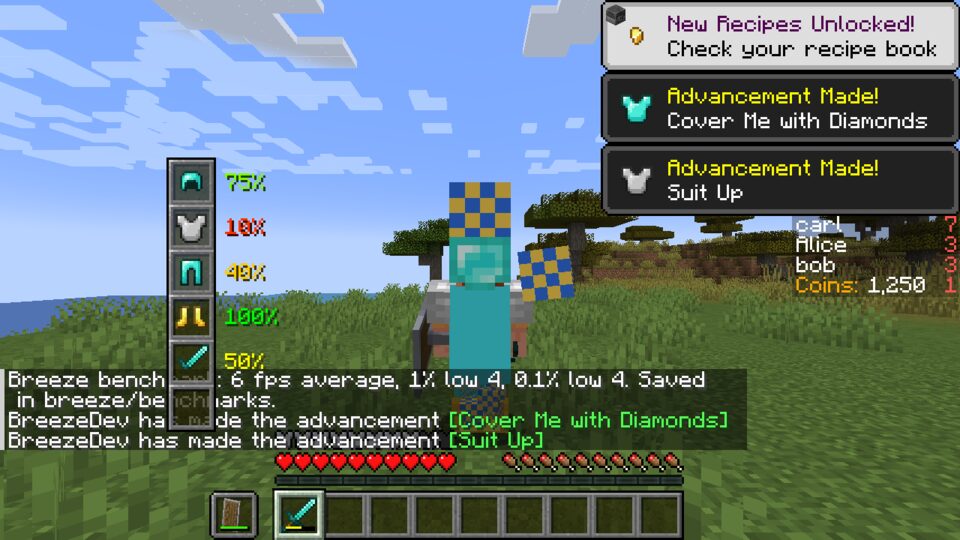 New Recipes Unlocked!
Check your recipe book
Advancement Made!
Cover Me with Diamonds
Advancement Made!
Suit Up
75%
10%
40%
100%
50%
carl 7
Alice 3
bob 3
Coins: 1,250 1
Breeze : 6 fps average, 1% low 4, 0.1% low 4. Saved
in breeze/benchmarks.
BreezeDev has made the advancement [Cover Me with Diamonds]
BreezeDev has made the advancement [Suit Up]